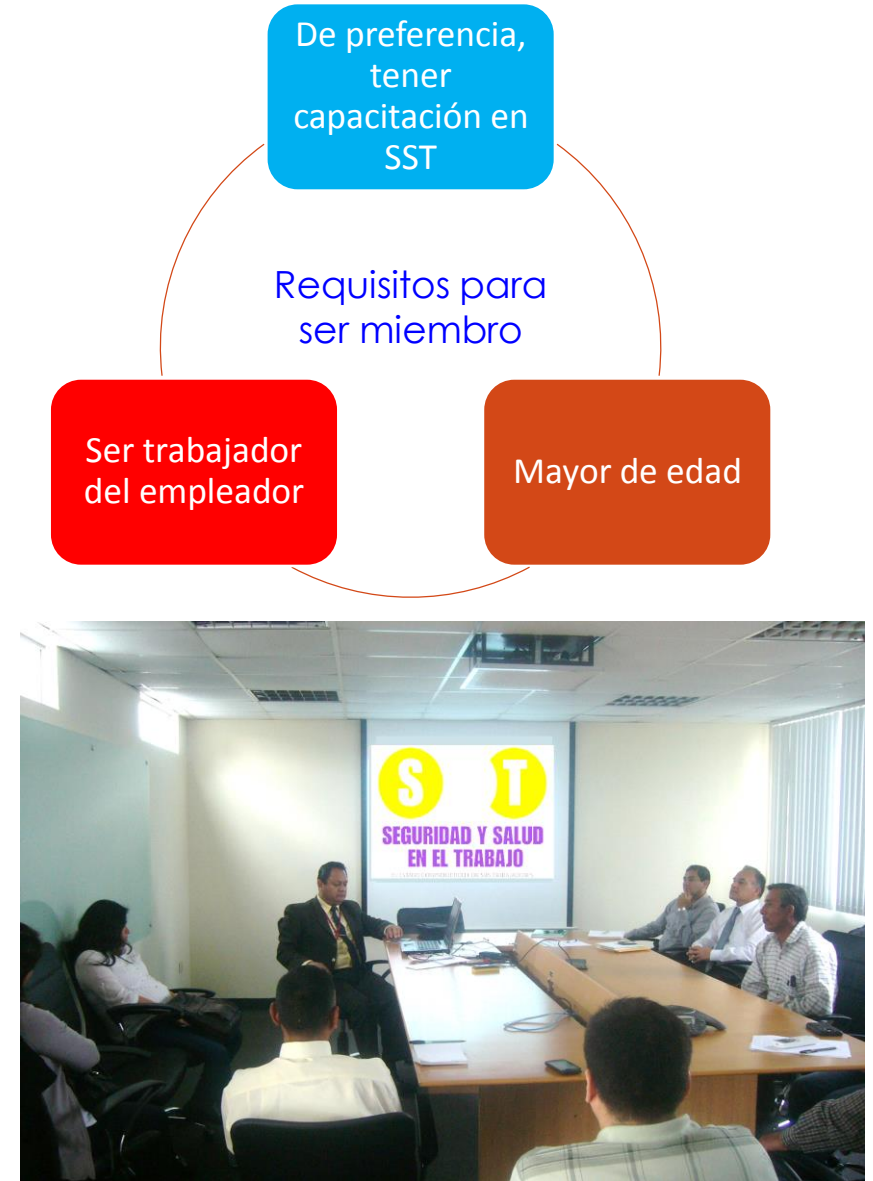 De preferencia,
tener
capacitación en
SST
Requisitos para
ser miembro
Ser trabajador
del empleador
Mayor de edad
S T
SEGURIDAD Y SALUD
EN EL TRABAJO